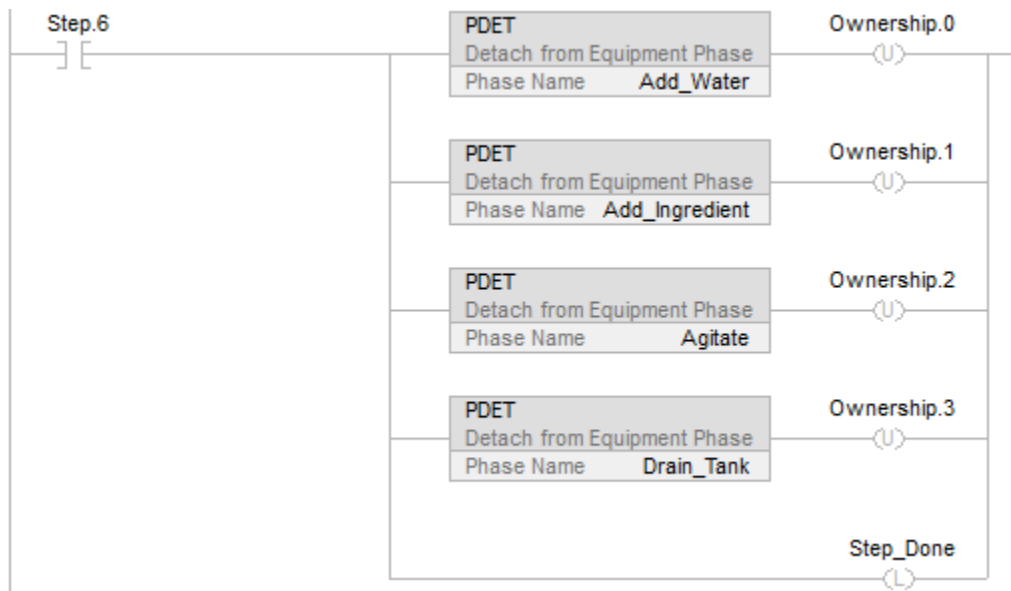 Step.6
PDET
Detach from Equipment Phase
Phase Name Add_Water
Ownership.0
(U)
PDET
Detach from Equipment Phase
Phase Name Add_Ingredient
Ownership.1
(U)
PDET
Detach from Equipment Phase
Phase Name Agitate
Ownership.2
(U)
PDET
Detach from Equipment Phase
Phase Name Drain_Tank
Ownership.3
(U)
Step_Done
(L)